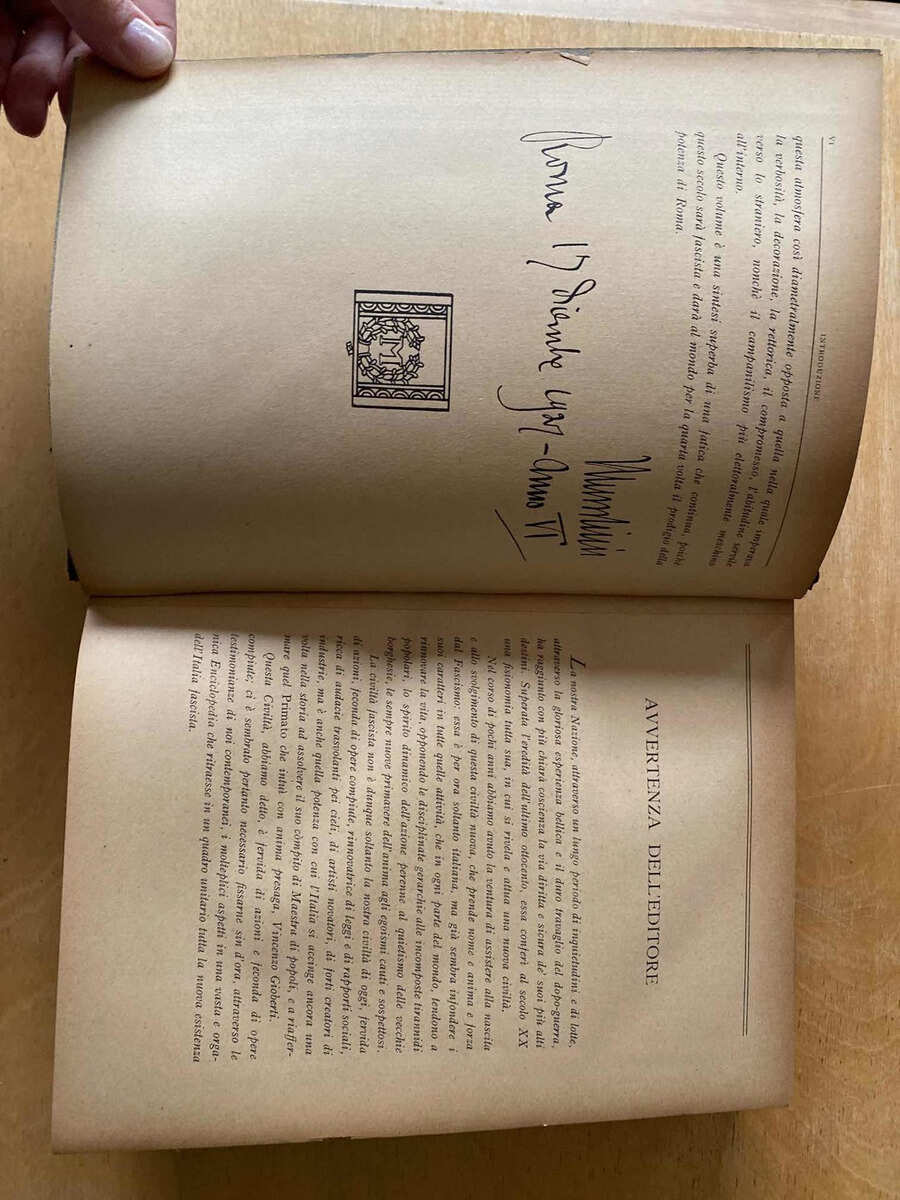 VI
INTRODUZIONE
questa atmosfera così diametralmente opposta a quella nella quale imperava
la verbosità, la decorazione, la rettorica, il compromesso, l'abitudine servile
verso lo straniero, nonchè il campanilismo più elettoralmente meschino
all'interno.
Questo volume è una sintesi superba di una fatica che continua, poichè
questo secolo sarà fascista e darà al mondo per la quarta volta il prodigio della
potenza di Roma.
Mussolini
Roma 17 Dicembre 1927 - Anno VI
M
AVVERTENZA DELL'EDITORE
La nostra Nazione, attraverso un lungo periodo di inquietudini, e di lotte,
attraverso la gloriosa esperienza bellica e il duro travaglio del dopo-guerra,
ha raggiunto con più chiara coscienza la via diritta e sicura de' suoi più alti
destini. Superato l'eredità dell'ultimo ottocento, essa conferì al secolo XX
una fisionomia tutta sua, in cui si rivela e attua una nuova civiltà.
Nel corso di pochi anni abbiamo avuto la ventura di assistere alla nascita
e allo svolgimento di questa civiltà nuova, che prende nome e anima e forza
dal Fascismo: essa è per ora soltanto italiana, ma già sembra infondere i
suoi caratteri in tutte quelle attività, che in ogni parte del mondo, tendono a
rinnovare la vita, opponendo le disciplinate gerarchie alle incomposte tirannidi
popolari, lo spirito dinamico dell'azione perenne al quietismo delle vecchie
borghesie, le sempre nuove primavere dell'anima agli egoismi cauti e sospettosi.
La civiltà fascista non è dunque soltanto la nostra civiltà di oggi, fervida
di azioni, feconda di opere compiute, rinnovatrice di leggi e di rapporti sociali,
ricca di audacie trasvolanti pei cieli, di artisti novatori, di forti creatori di
industrie, ma è anche quella potenza con cui l'Italia si accinge ancora una
volta nella storia ad assolvere il suo còmpito di Maestra di popoli, e a riaffer-
mare quel Primato che intuì con anima presaga, Vincenzo Gioberti.
Questa Civiltà, abbiamo detto, è fervida di azioni e feconda di opere
compiute; ci è sembrato pertanto necessario fissarne sin d'ora, attraverso le
testimonianze di noi contemporanei, i molteplici aspetti in una vasta e orga-
nica Enciclopedia che ritraesse in un quadro unitario tutta la nuova esistenza
dell'Italia fascista.